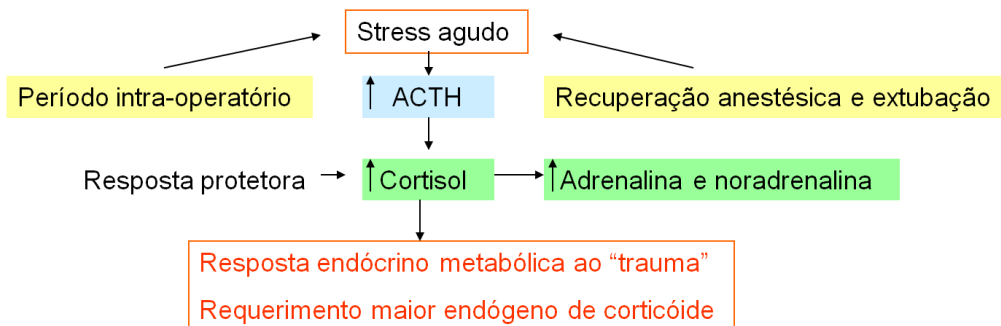 Stress agudo
Período intra-operatório
ACTH
Recuperação anestésica e extubação
Resposta protetora
Cortisol
Adrenalina e noradrenalina
Resposta endócrino metabólica ao “trauma”
Requerimento maior endógeno de corticóide